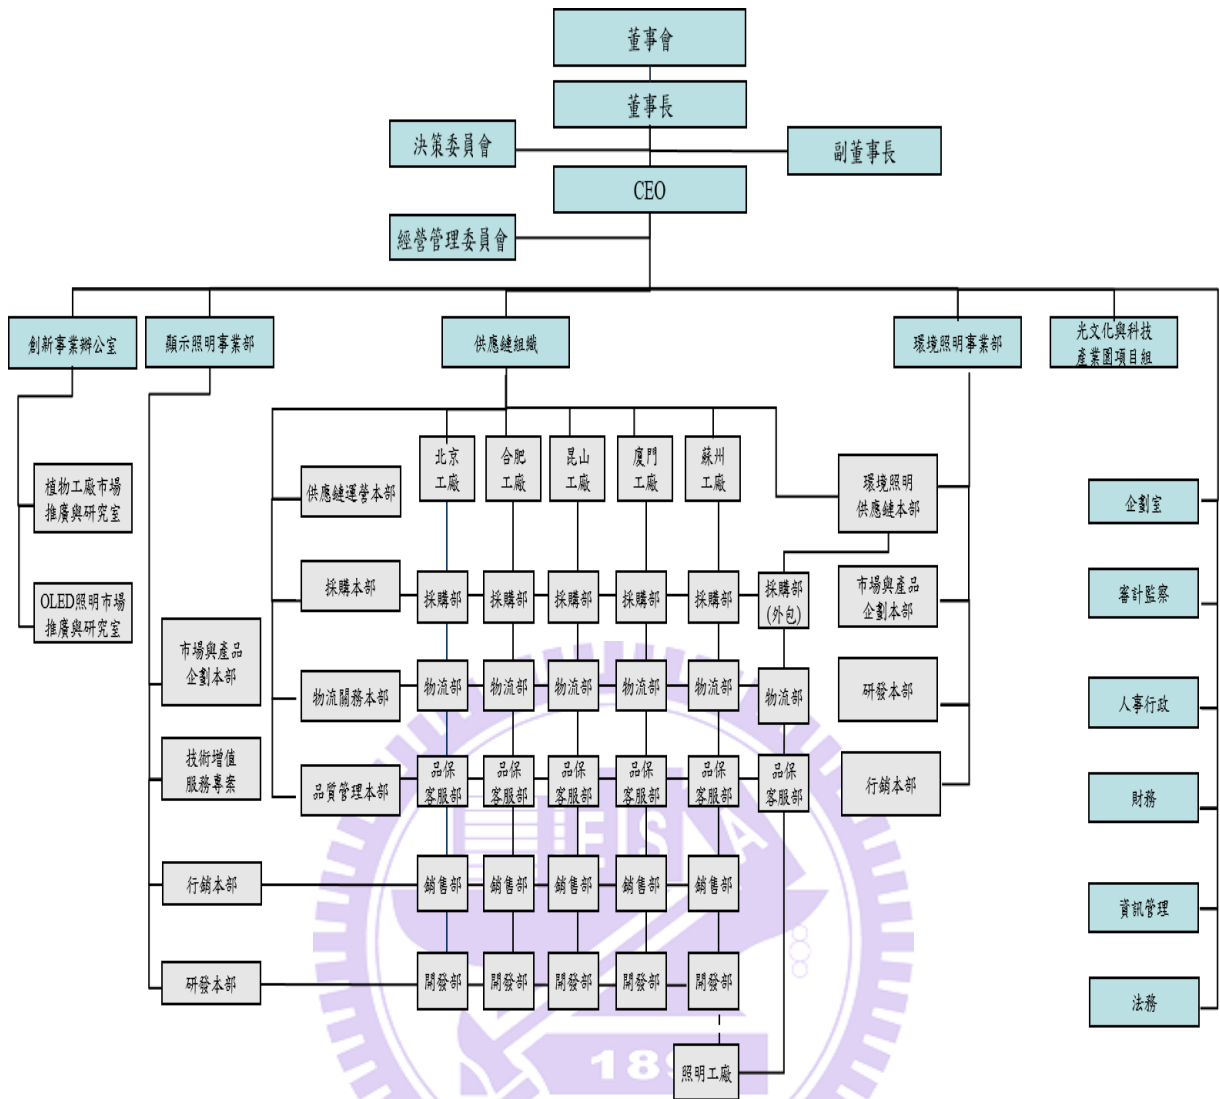 董事會
董事長
決策委員會
副董事長
CEO
經營管理委員會
創新事業辦公室
顯示照明事業部
供應鏈組織
環境照明事業部
光文化與科技
產業園項目組
北京
工廠
合肥
工廠
昆山
工廠
廈門
工廠
蘇州
工廠
植物工廠市場
推廣與研究室
供應鏈運營本部
環境照明
供應鏈本部
企劃室
OLED照明市場
推廣與研究室
採購本部
採購部
採購部
採購部
採購部
採購部
採購部
(外包)
市場與產品
企劃本部
審計監察
市場與產品
企劃本部
物流關務本部
物流部
物流部
物流部
物流部
物流部
物流部
研發本部
人事行政
技術增值
服務專案
品質管理本部
品保
客服部
品保
客服部
品保
客服部
品保
客服部
品保
客服部
品保
客服部
行銷本部
財務
行銷本部
銷售部
銷售部
銷售部
銷售部
銷售部
資訊管理
研發本部
開發部
開發部
開發部
開發部
開發部
法務
照明工廠